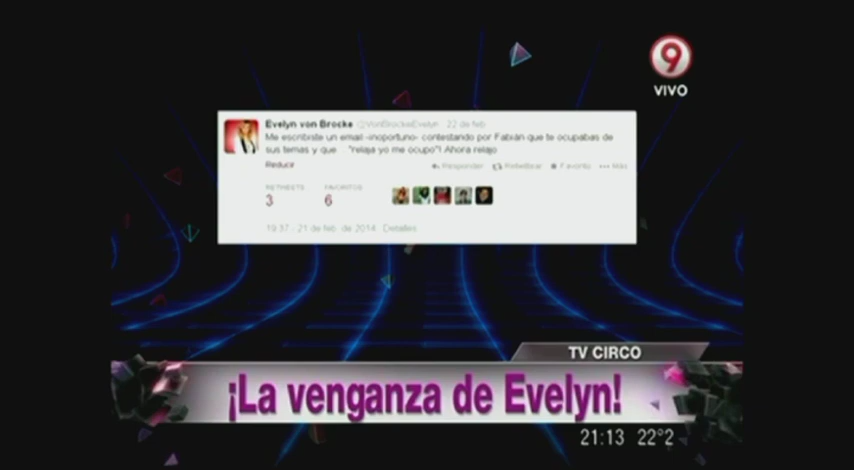 9
VIVO
Evelyn von Brocke @VonBrockeEvelyn · 22 de feb.
Me escribiste un email -inoportuno- contestando por Fabián que te ocupabas de
sus temas y que "relaja yo me ocupo"! Ahora relajo
Reducir
Responder Retwittear Favorito Más
RETWEETS FAVORITOS
3 6
19:37 - 21 de feb. de 2014 · Detalles
TV CIRCO
¡La venganza de Evelyn!
21:13 22°2